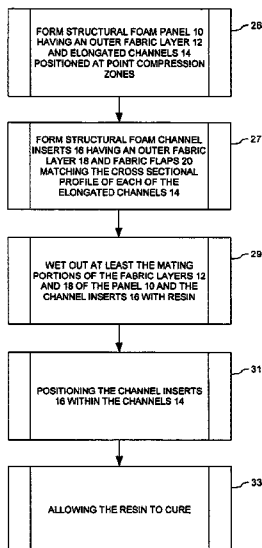 FORM STRUCTURAL FOAM PANEL 10
HAVING AN OUTER FABRIC LAYER 12
AND ELONGATED CHANNELS 14
POSITIONED AT POINT COMPRESSION
ZONES
26
FORM STRUCTURAL FOAM CHANNEL
INSERTS 16 HAVING AN OUTER FABRIC
LAYER 18 AND FABRIC FLAPS 20
MATCHING THE CROSS SECTIONAL
PROFILE OF EACH OF THE
ELONGATED CHANNELS 14
27
WET OUT AT LEAST THE MATING
PORTIONS OF THE FABRIC LAYERS 12
AND 18 OF THE PANEL 10 AND THE
CHANNEL INSERTS 16 WITH RESIN
29
POSITIONING THE CHANNEL INSERTS
16 WITHIN THE CHANNELS 14
31
ALLOWING THE RESIN TO CURE
33